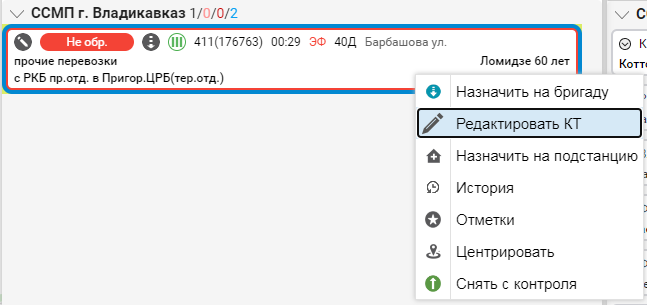 ССМП г. Владикавказ 1/0/0/2
Не обр. 411(176763) 00:29 ЭФ 40Д Барбашова ул.
прочие перевозки Ломидзе 60 лет
с РКБ пр.отд. в Пригор.ЦРБ(тер.отд.)
Назначить на бригаду
Редактировать КТ
Назначить на подстанцию
История
Отметки
Центрировать
Снять с контроля